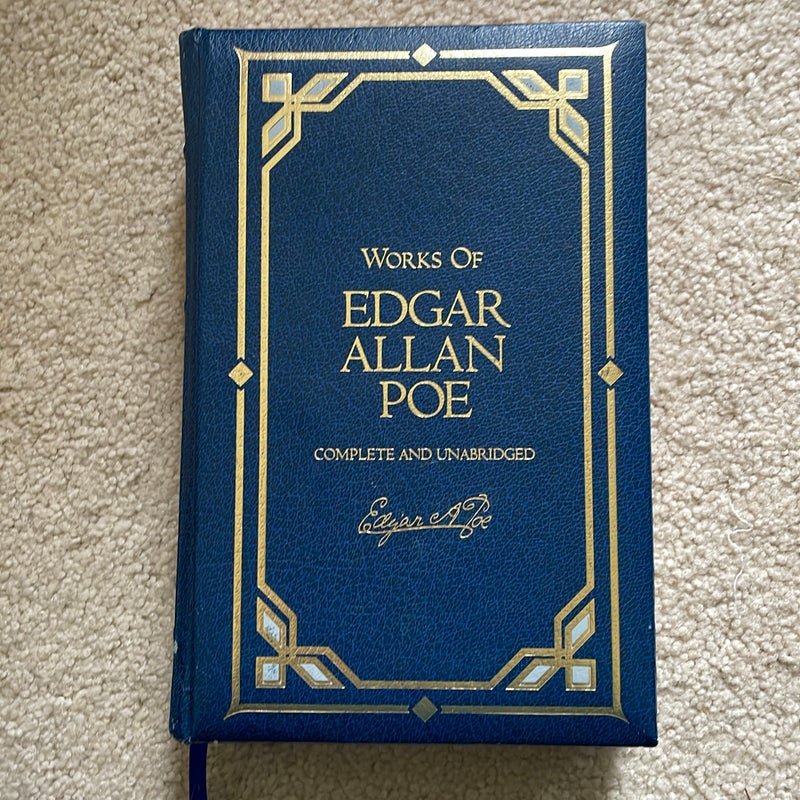 WORKS OF
EDGAR
ALLAN
POE
COMPLETE AND UNABRIDGED
Edgar A Poe